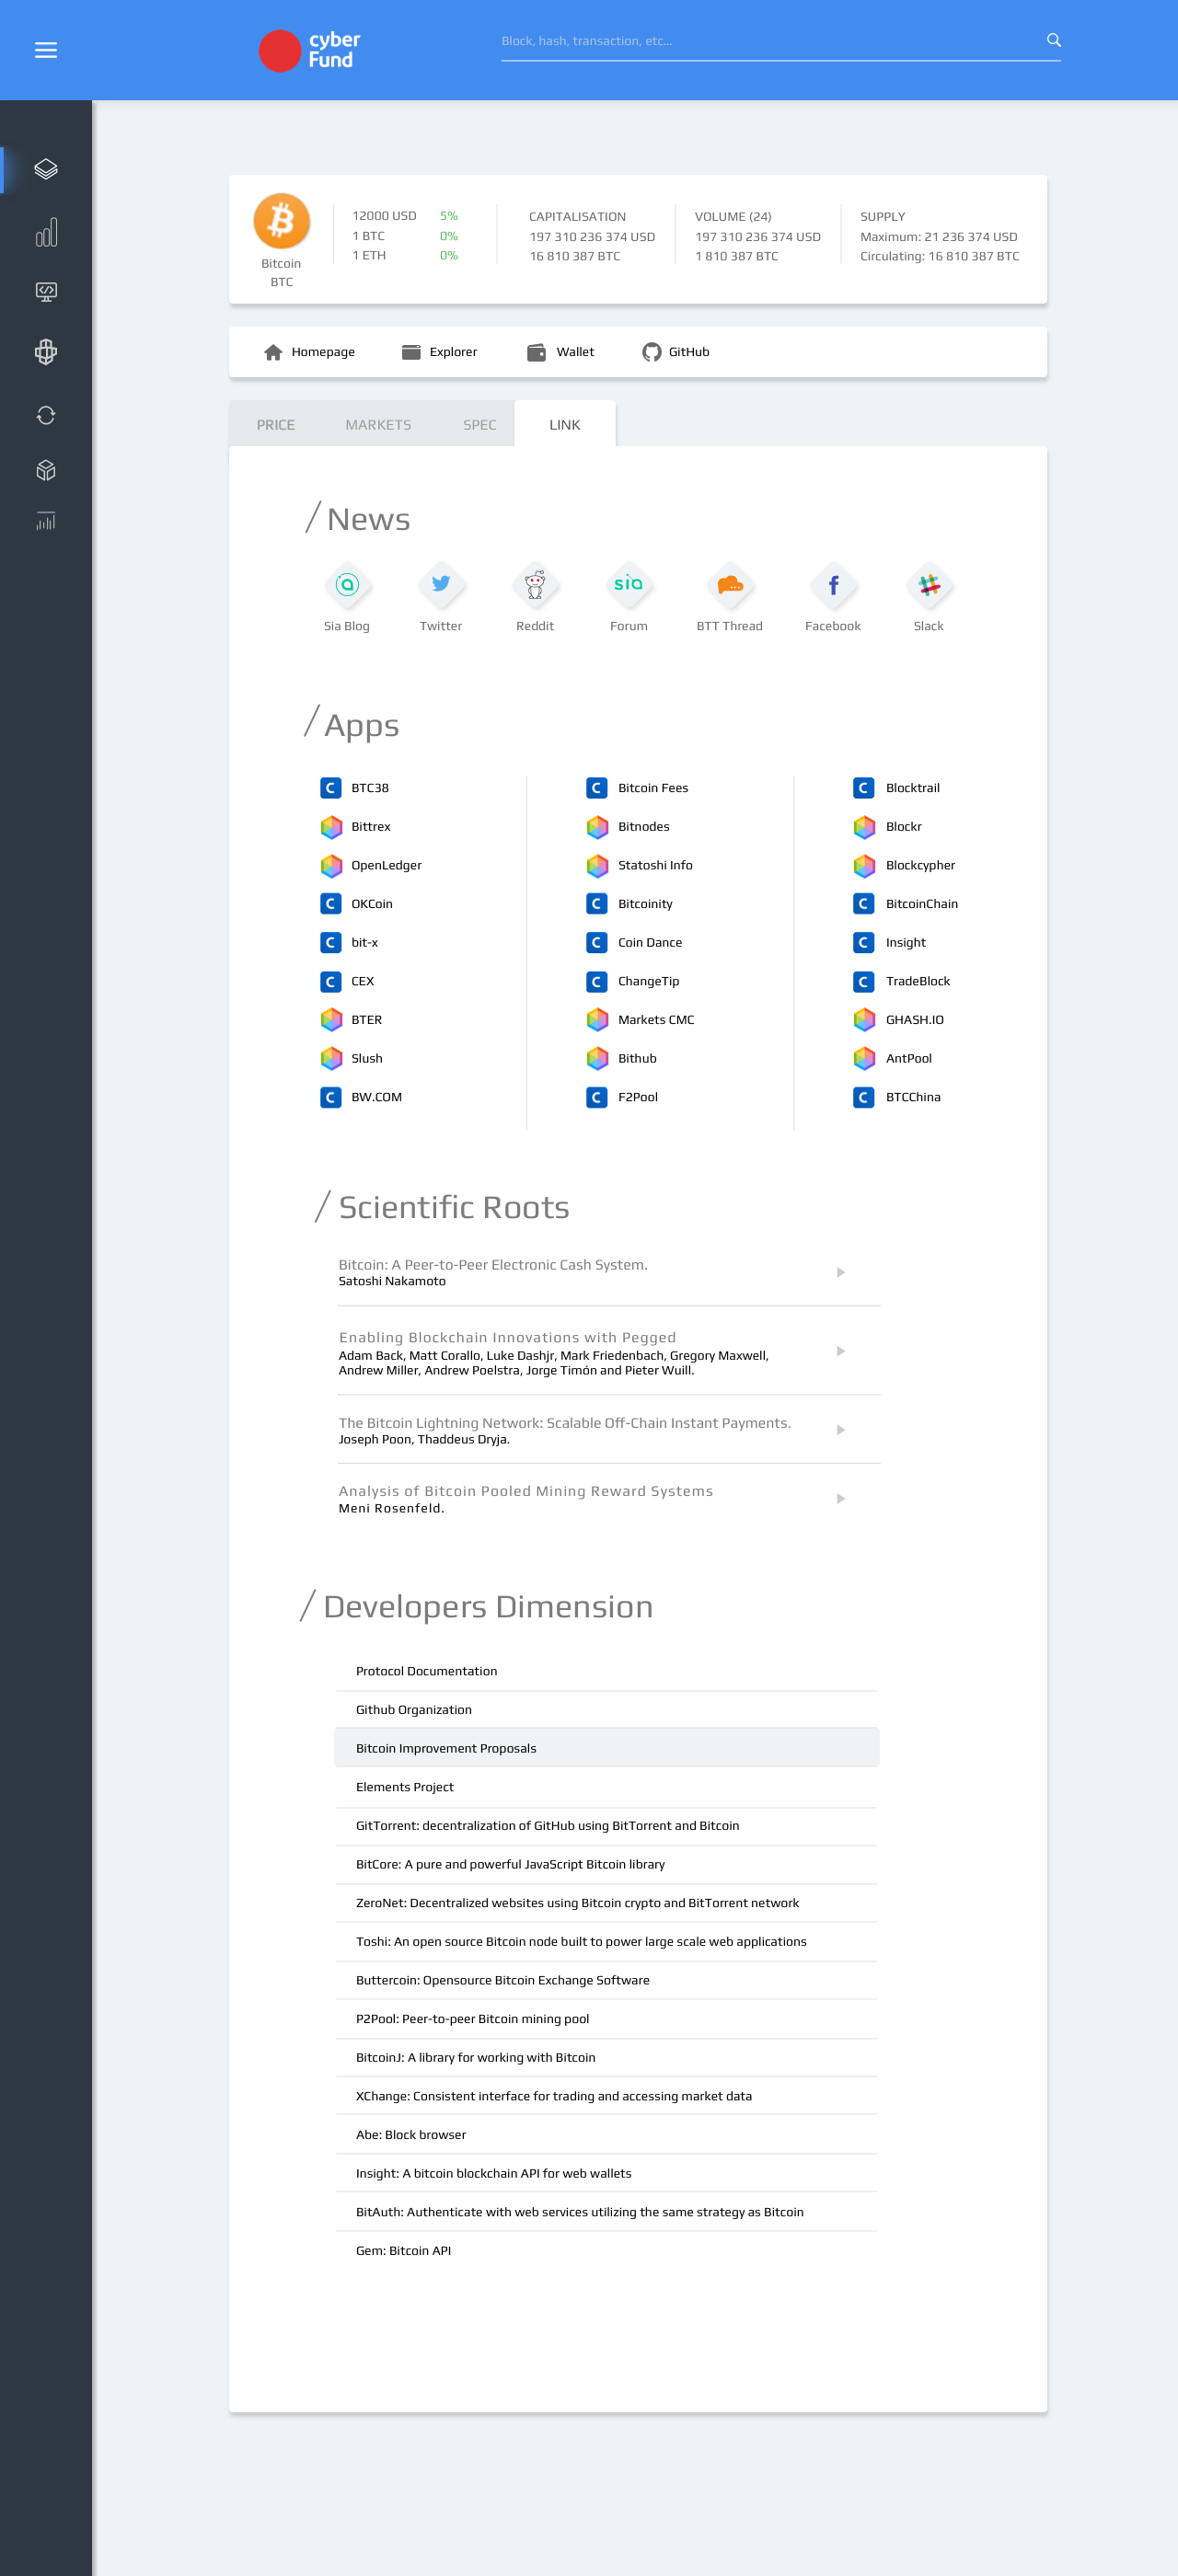 cyber
Fund
Block, hash, transaction, etc...
Bitcoin
BTC
12000 USD 5%
1 BTC 0%
1 ETH 0%
CAPITALISATION
197 310 236 374 USD
16 810 387 BTC
VOLUME (24)
197 310 236 374 USD
1 810 387 BTC
SUPPLY
Maximum: 21 236 374 USD
Circulating: 16 810 387 BTC
Homepage Explorer Wallet GitHub
PRICE MARKETS SPEC LINK
/ News
sia
Sia Blog Twitter Reddit Forum BTT Thread Facebook Slack
/ Apps
C BTC38
Bittrex
OpenLedger
C OKCoin
C bit-x
C CEX
BTER
Slush
C BW.COM
C Bitcoin Fees
Bitnodes
Statoshi Info
C Bitcoinity
C Coin Dance
C ChangeTip
Markets CMC
Bithub
C F2Pool
C Blocktrail
Blockr
Blockcypher
C BitcoinChain
C Insight
C TradeBlock
GHASH.IO
AntPool
C BTCChina
/ Scientific Roots
Bitcoin: A Peer-to-Peer Electronic Cash System.
Satoshi Nakamoto
Enabling Blockchain Innovations with Pegged
Adam Back, Matt Corallo, Luke Dashjr, Mark Friedenbach, Gregory Maxwell,
Andrew Miller, Andrew Poelstra, Jorge Timón and Pieter Wuill.
The Bitcoin Lightning Network: Scalable Off-Chain Instant Payments.
Joseph Poon, Thaddeus Dryja.
Analysis of Bitcoin Pooled Mining Reward Systems
Meni Rosenfeld.
/ Developers Dimension
Protocol Documentation
Github Organization
Bitcoin Improvement Proposals
Elements Project
GitTorrent: decentralization of GitHub using BitTorrent and Bitcoin
BitCore: A pure and powerful JavaScript Bitcoin library
ZeroNet: Decentralized websites using Bitcoin crypto and BitTorrent network
Toshi: An open source Bitcoin node built to power large scale web applications
Buttercoin: Opensource Bitcoin Exchange Software
P2Pool: Peer-to-peer Bitcoin mining pool
BitcoinJ: A library for working with Bitcoin
XChange: Consistent interface for trading and accessing market data
Abe: Block browser
Insight: A bitcoin blockchain API for web wallets
BitAuth: Authenticate with web services utilizing the same strategy as Bitcoin
Gem: Bitcoin API